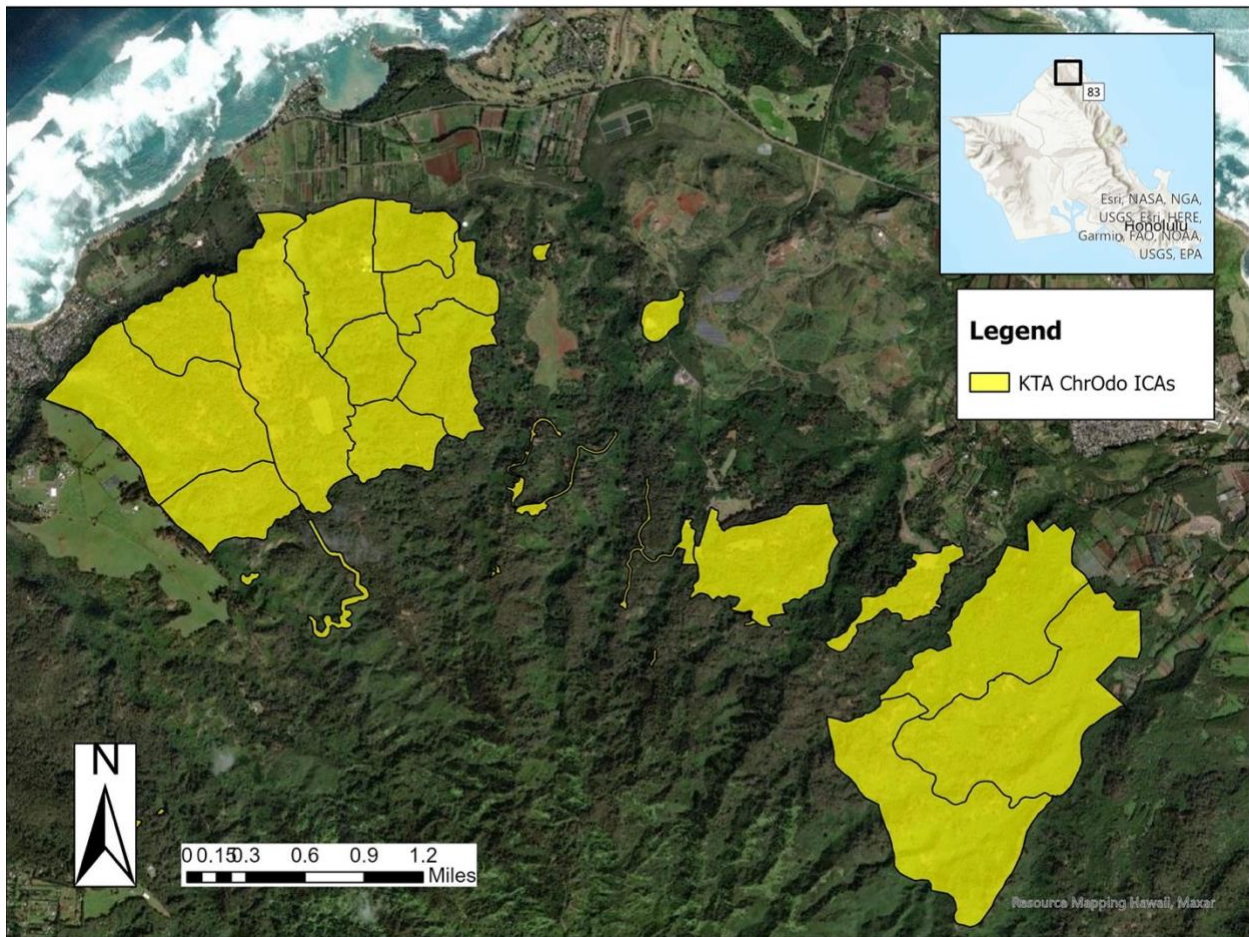 83
Esri, NASA, NGA,
USGS, Esri, HERE,
Honolulu
Garmin, FAO, NOAA,
USGS, EPA
Legend
KTA ChrOdo ICAs
N
0 0.15 0.3 0.6 0.9 1.2
Miles
Resource Mapping Hawaii, Maxar